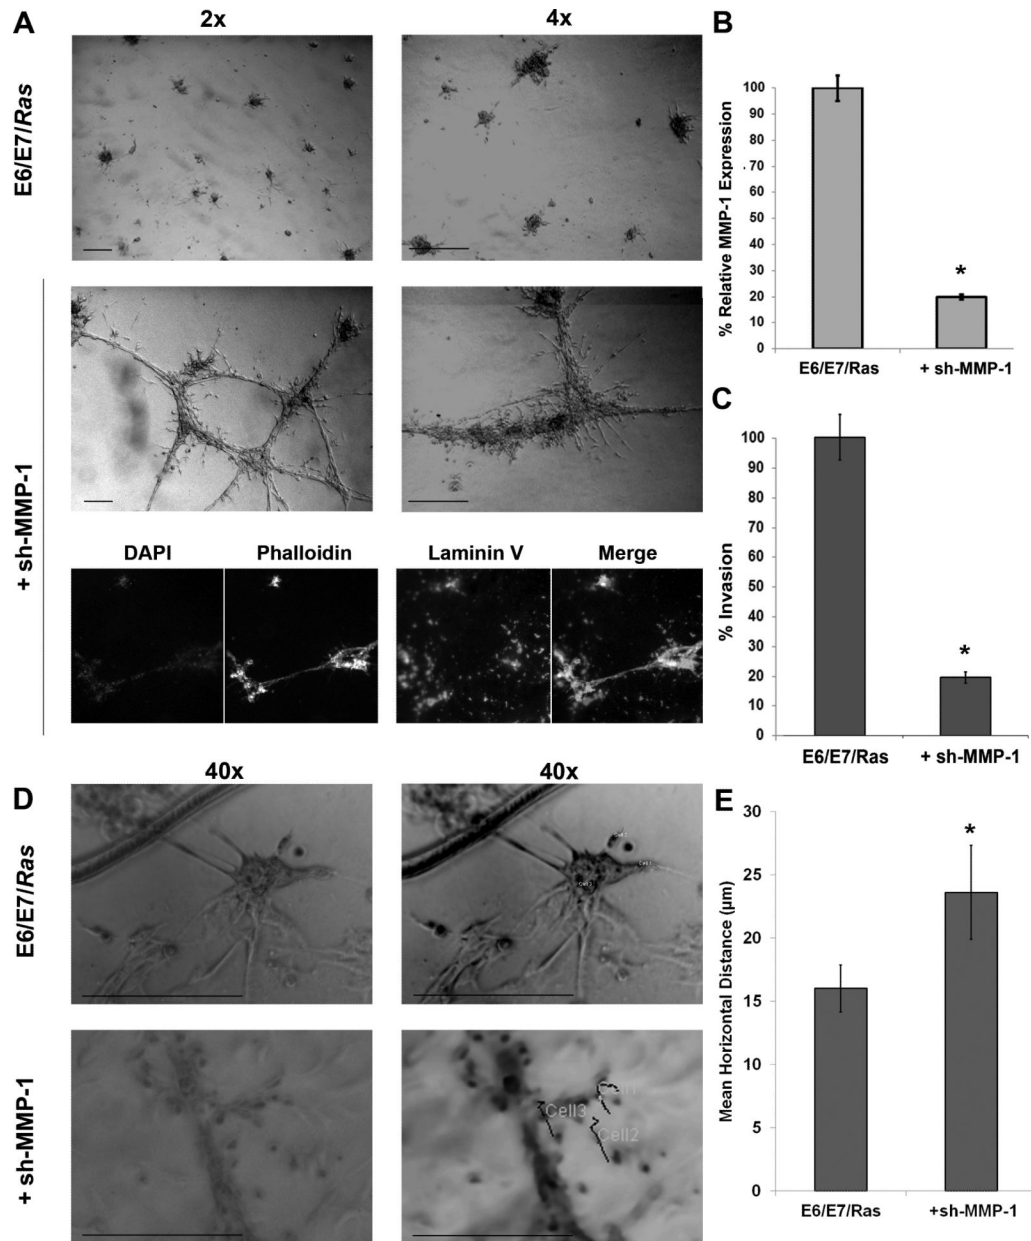 A
2x
4x
E6/E7/Ras
+ sh-MMP-1
DAPI
Phalloidin
Laminin V
Merge
B
% Relative MMP-1 Expression
100
90
80
70
60
50
40
30
20
10
0
*
E6/E7/Ras
+ sh-MMP-1
C
% Invasion
100
90
80
70
60
50
40
30
20
10
0
*
E6/E7/Ras
+ sh-MMP-1
D
40x
40x
E6/E7/Ras
+ sh-MMP-1
Cell3
Cell2
E
Mean Horizontal Distance (µm)
30
25
20
15
10
5
0
*
E6/E7/Ras
+sh-MMP-1